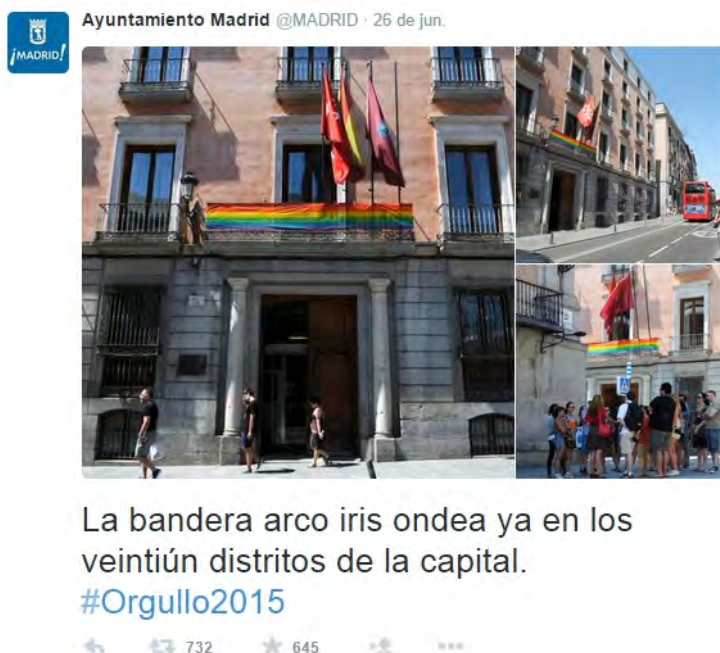 ¡MADRID!
Ayuntamiento Madrid @MADRID · 26 de jun.
La bandera arco iris ondea ya en los
veintiún distritos de la capital.
#Orgullo2015
732 645